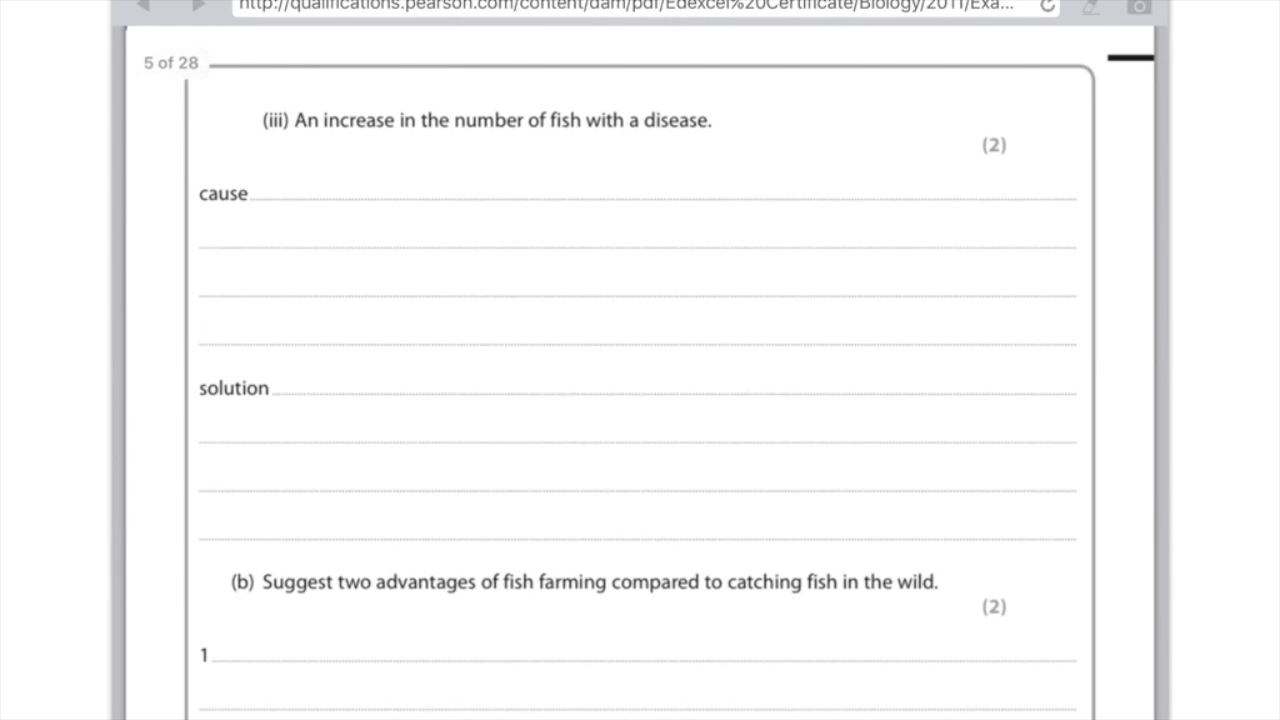 http://qualifications.pearson.com/content/dam/pdf/Edexcel%20Certificate/Biology/2011/Exa...
5 of 28
(iii) An increase in the number of fish with a disease.
(2)
cause
solution
(b) Suggest two advantages of fish farming compared to catching fish in the wild.
(2)
1